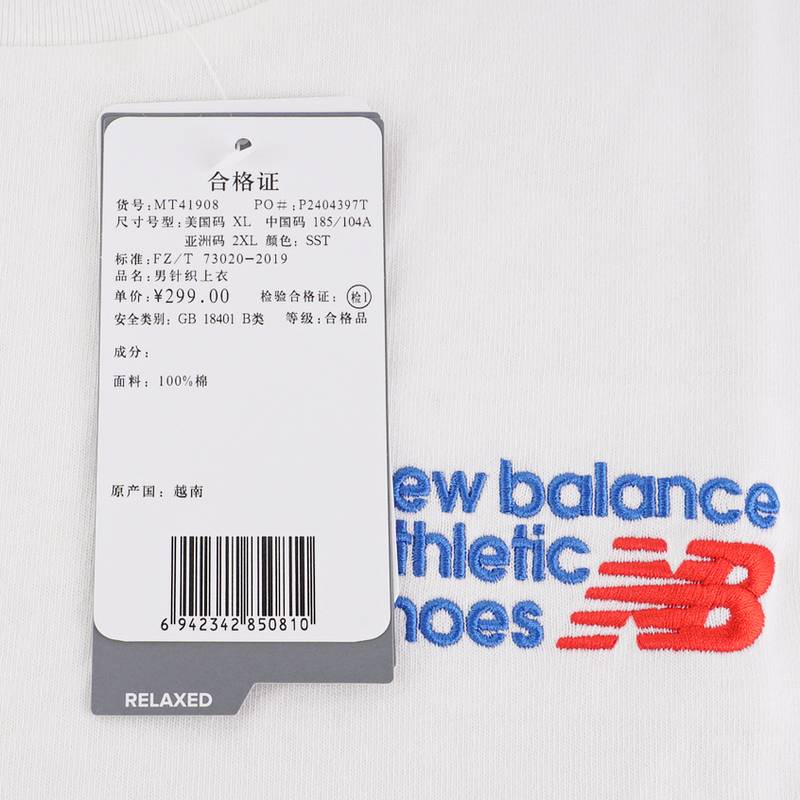 合格证
货号:MT41908 PO#:P2404397T
尺寸号型:美国码 XL 中国码 185/104A
亚洲码 2XL 颜色: SST
标准:FZ/T 73020-2019
品名:男针织上衣
单价:¥299.00 检验合格证: 检1
安全类别: GB 18401 B类 等级:合格品
成分:
面料: 100%棉
原产国: 越南
6 942342 850810
RELAXED
ew balance
thletic
hoes
NB